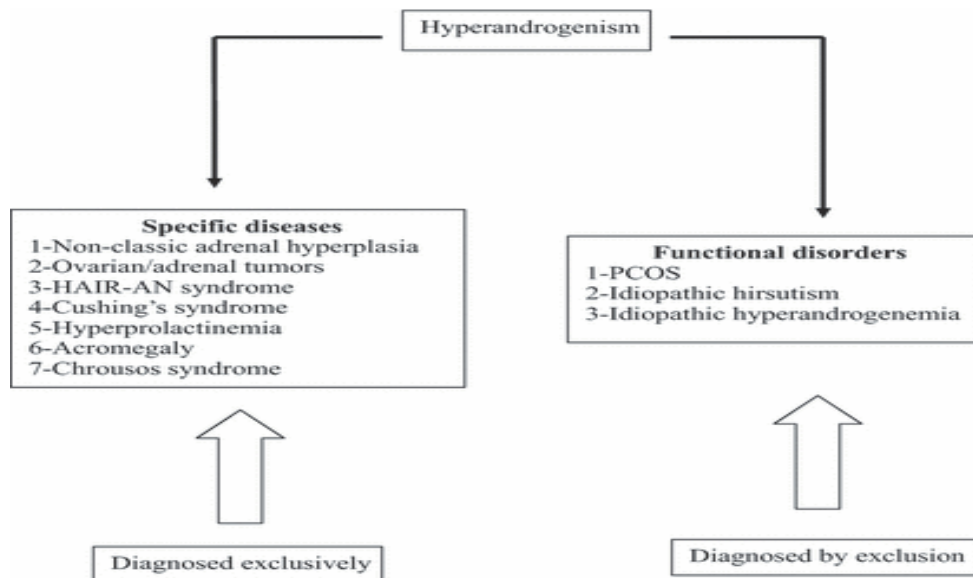 Hyperandrogenism
Specific diseases
1-Non-classic adrenal hyperplasia
2-Ovarian/adrenal tumors
3-HAIR-AN syndrome
4-Cushing's syndrome
5-Hyperprolactinemia
6-Acromegaly
7-Chrousos syndrome
Functional disorders
1-PCOS
2-Idiopathic hirsutism
3-Idiopathic hyperandrogenemia
Diagnosed exclusively
Diagnosed by exclusion